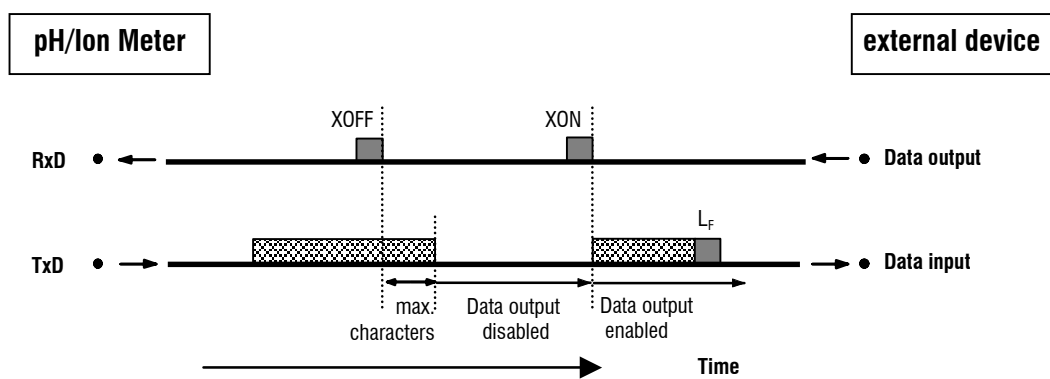 pH/Ion Meter
external device
XOFF
XON
RxD
Data output
L_F
TxD
Data input
max.
characters
Data output
disabled
Data output
enabled
Time